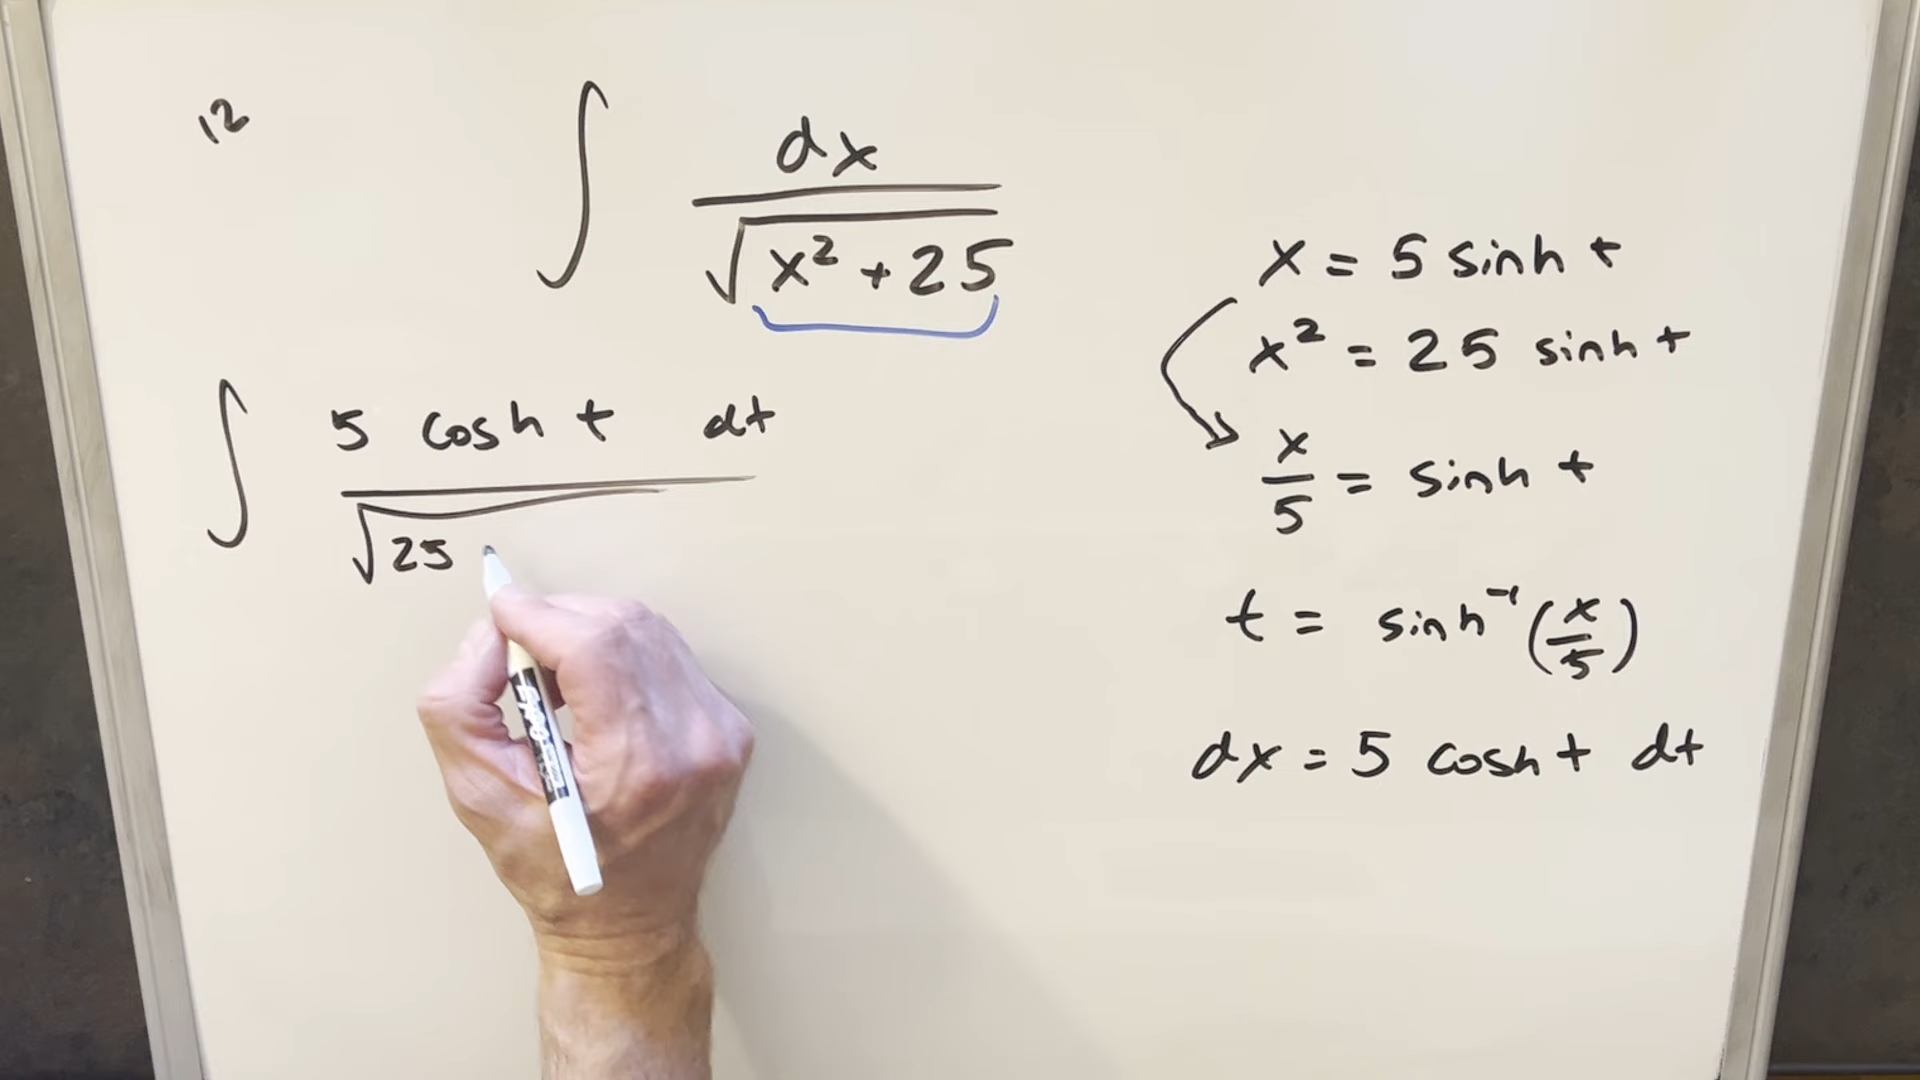 12
∫ dx / √(x² + 25)
x = 5 sinh t
x² = 25 sinh t
x/5 = sinh t
t = sinh⁻¹(x/5)
dx = 5 cosh t dt
∫ 5 cosh t dt / √25